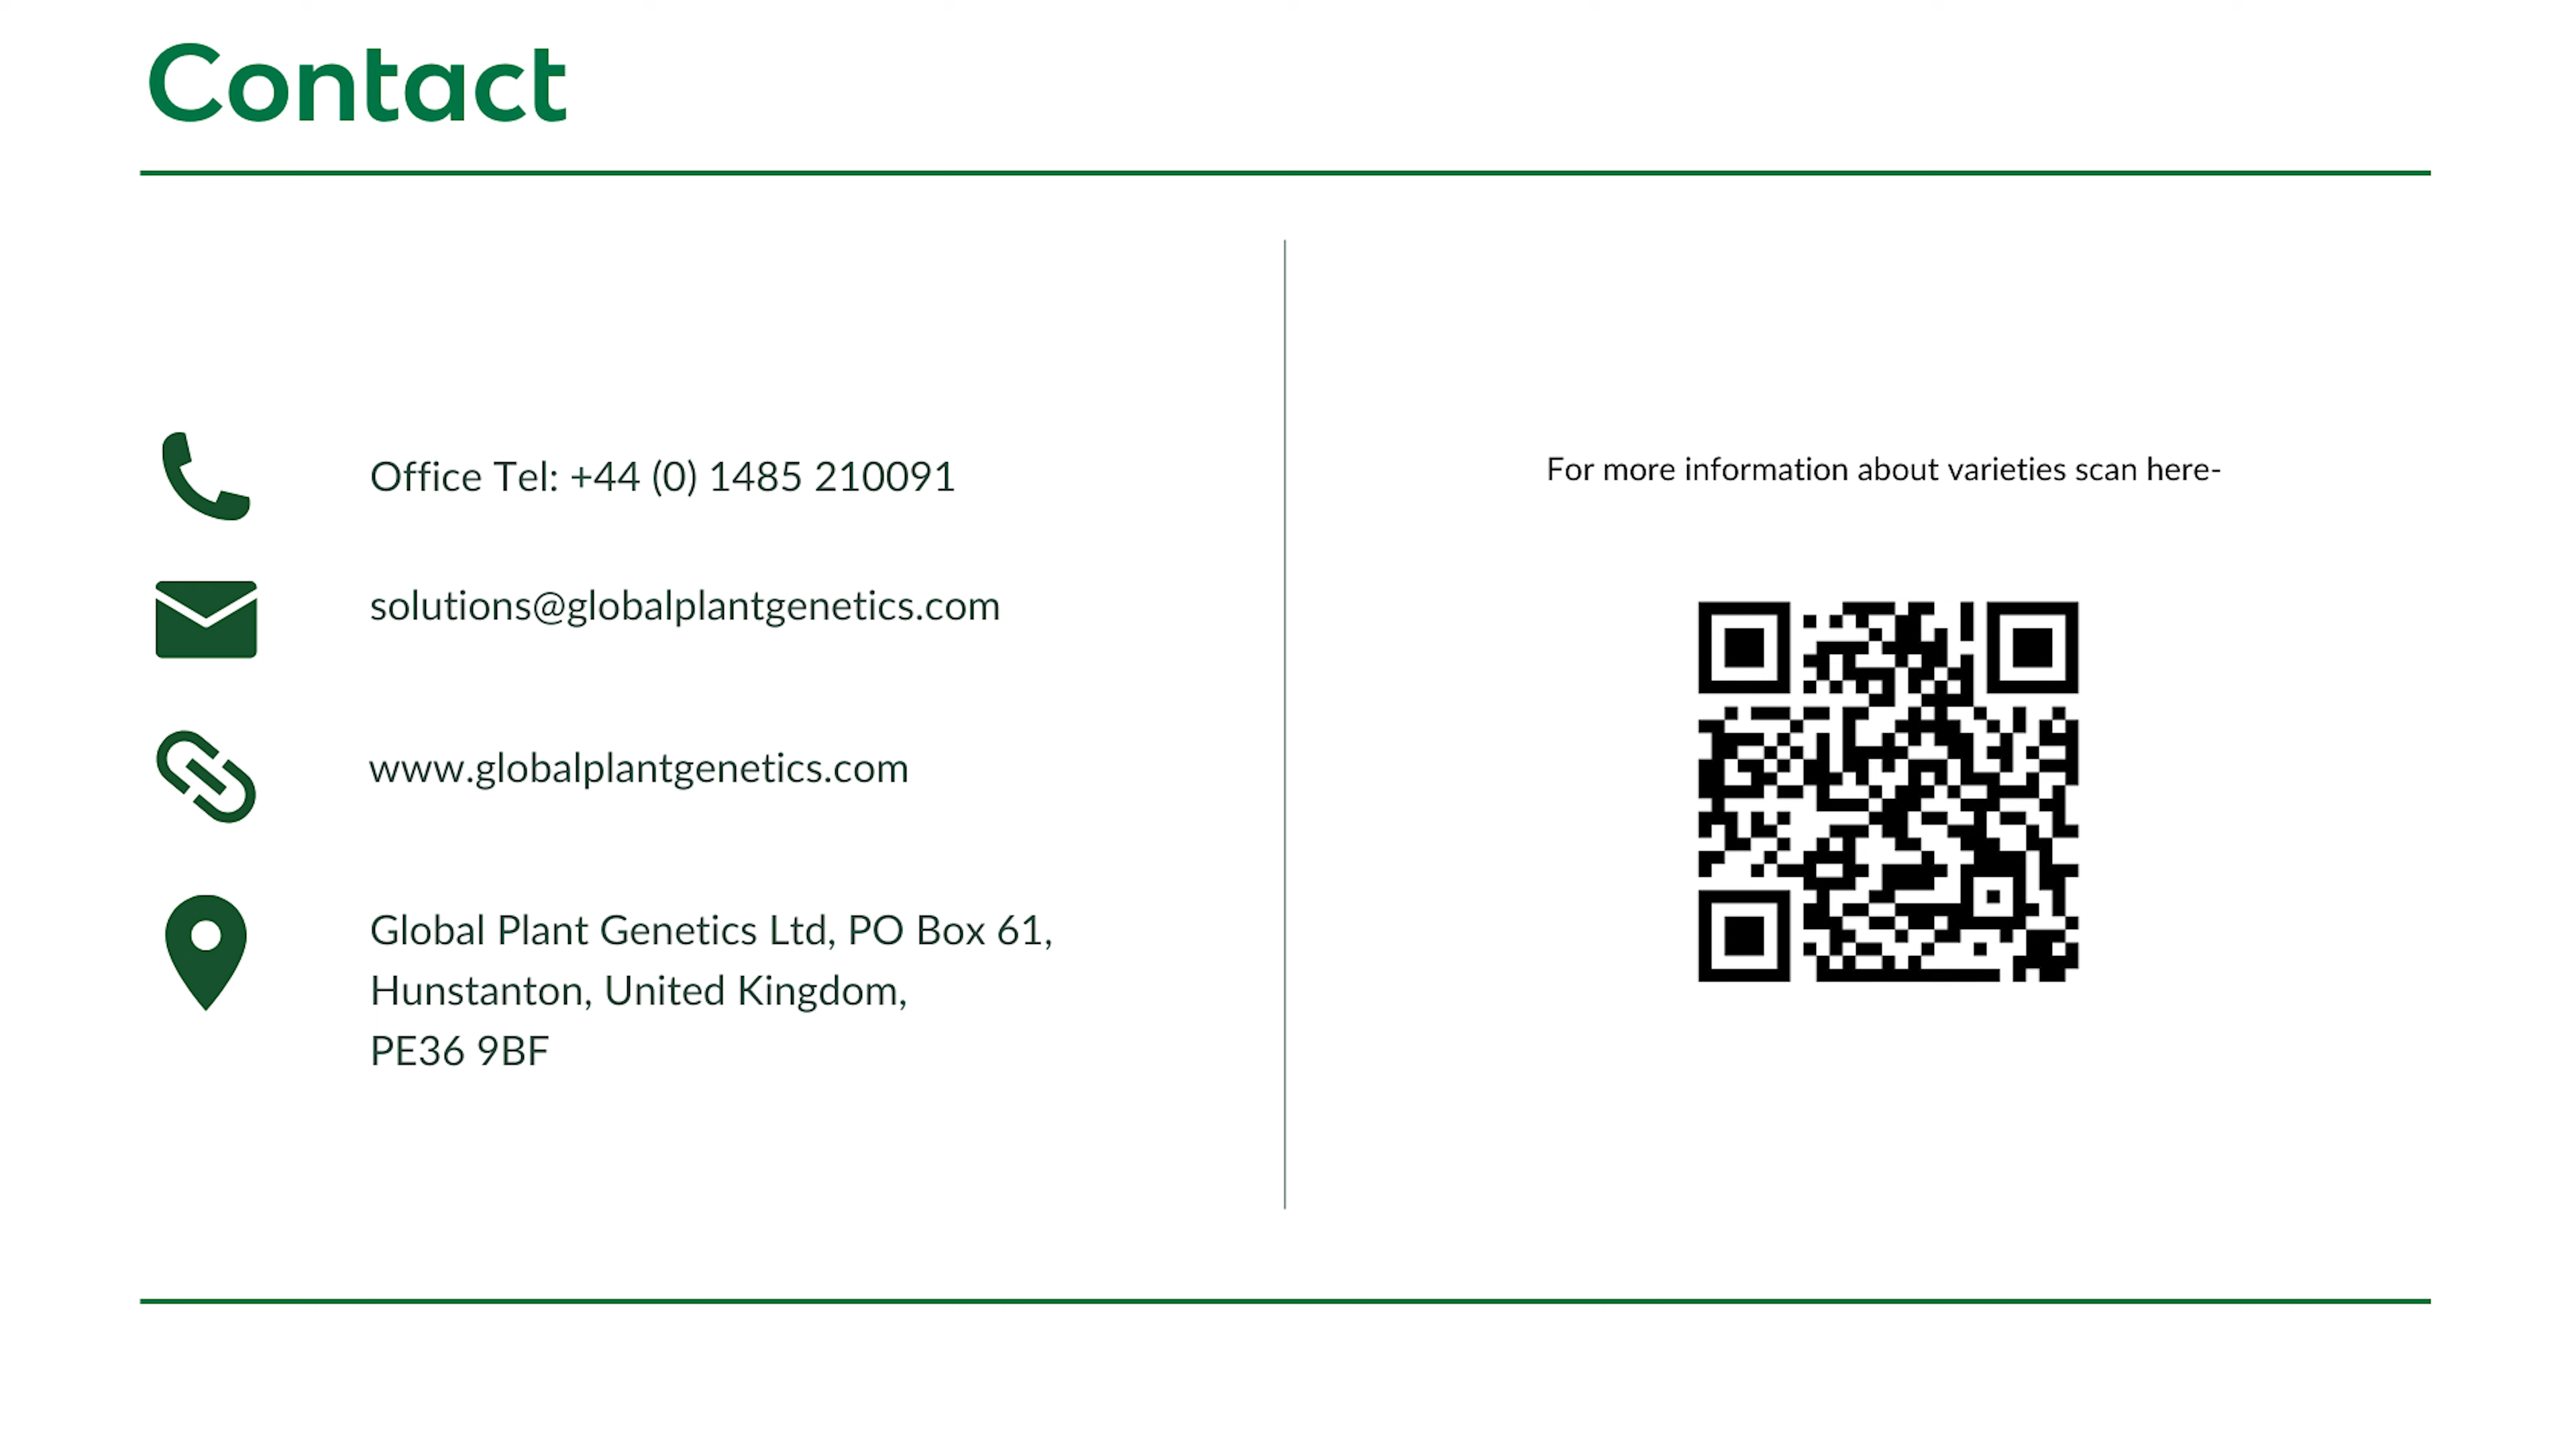 Contact
Office Tel: +44 (0) 1485 210091
solutions@globalplantgenetics.com
www.globalplantgenetics.com
Global Plant Genetics Ltd, PO Box 61,
Hunstanton, United Kingdom,
PE36 9BF
For more information about varieties scan here-